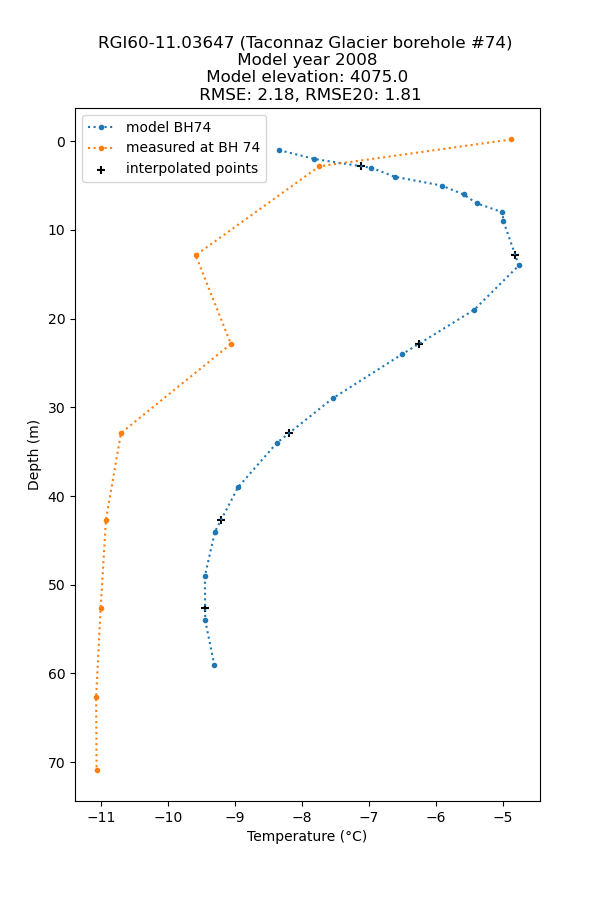 RGI60-11.03647 (Taconnaz Glacier borehole #74)
Model year 2008
Model elevation: 4075.0
RMSE: 2.18, RMSE20: 1.81
model BH74
measured at BH 74
interpolated points
0
10
20
30
40
50
60
70
Depth (m)
−11 −10 −9 −8 −7 −6 −5
Temperature (°C)